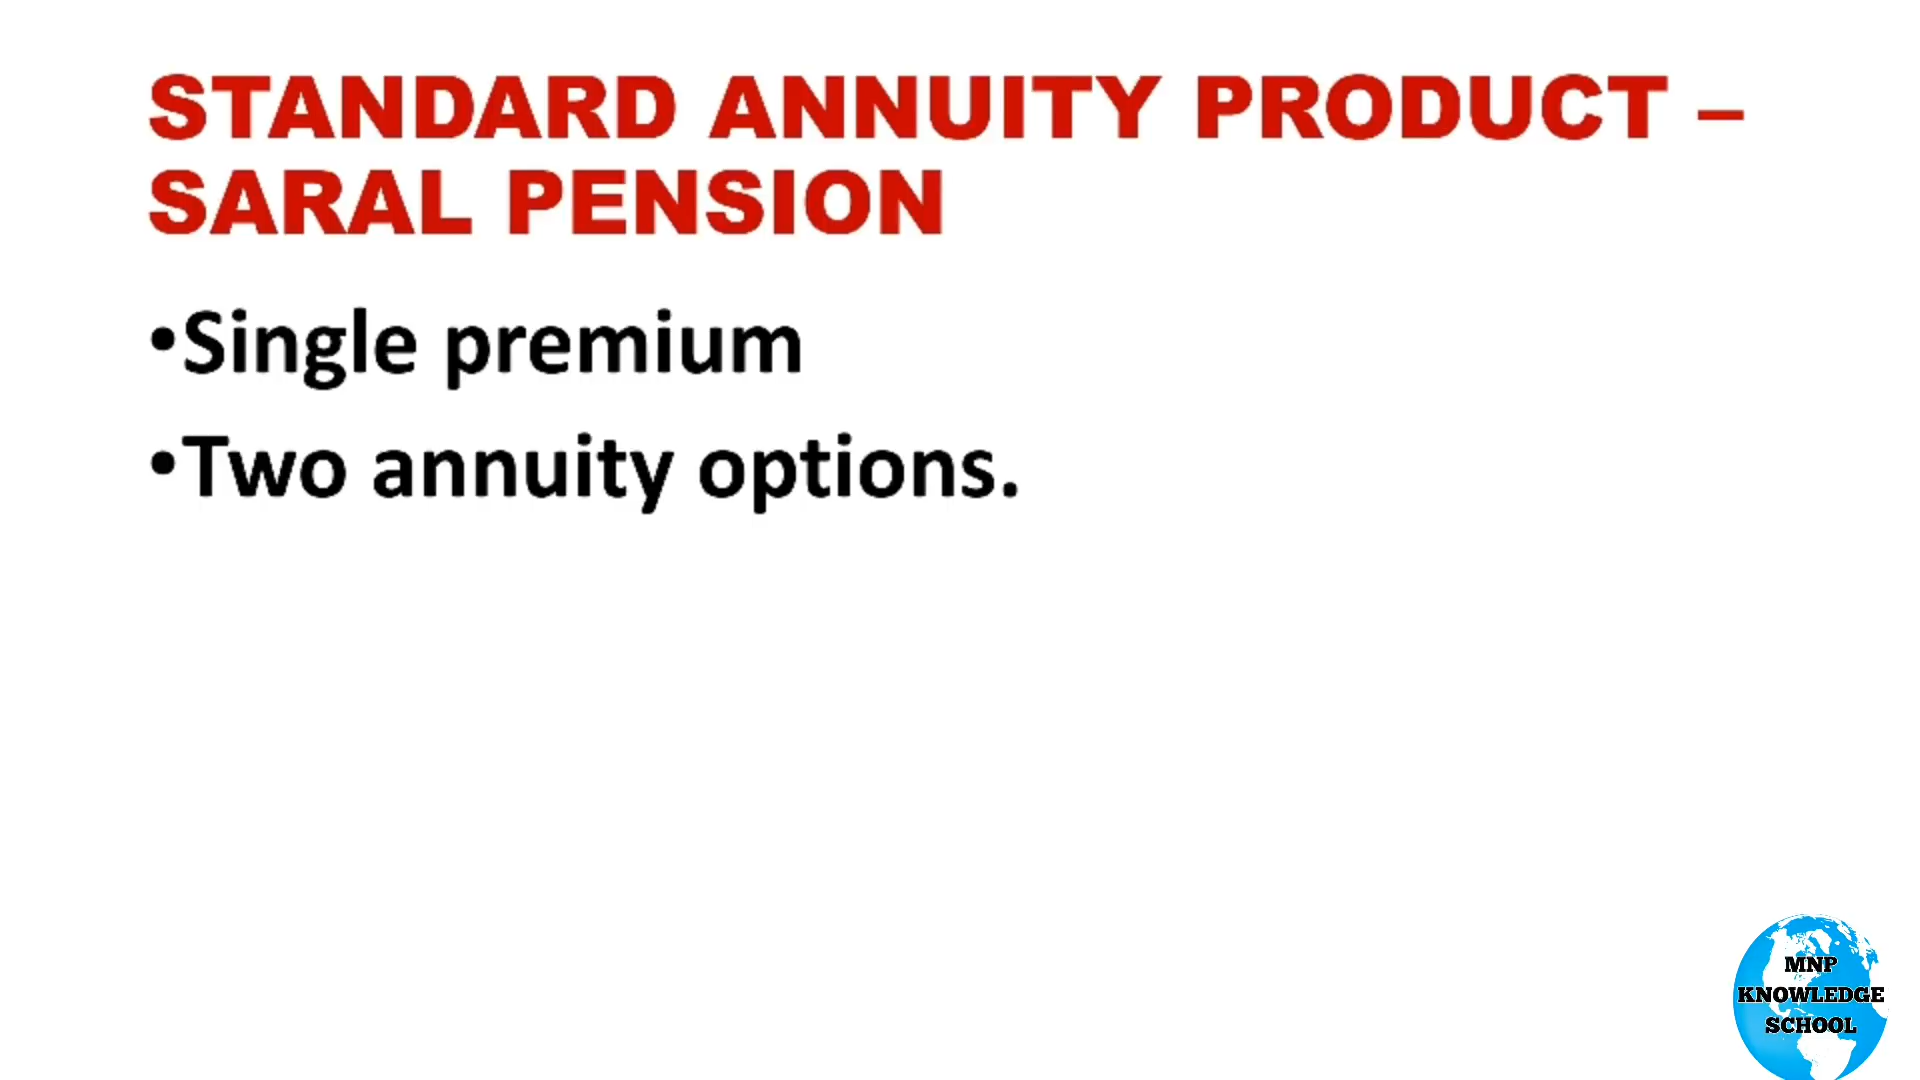 STANDARD ANNUITY PRODUCT –
SARAL PENSION
•Single premium
•Two annuity options.
MNP
KNOWLEDGE
SCHOOL